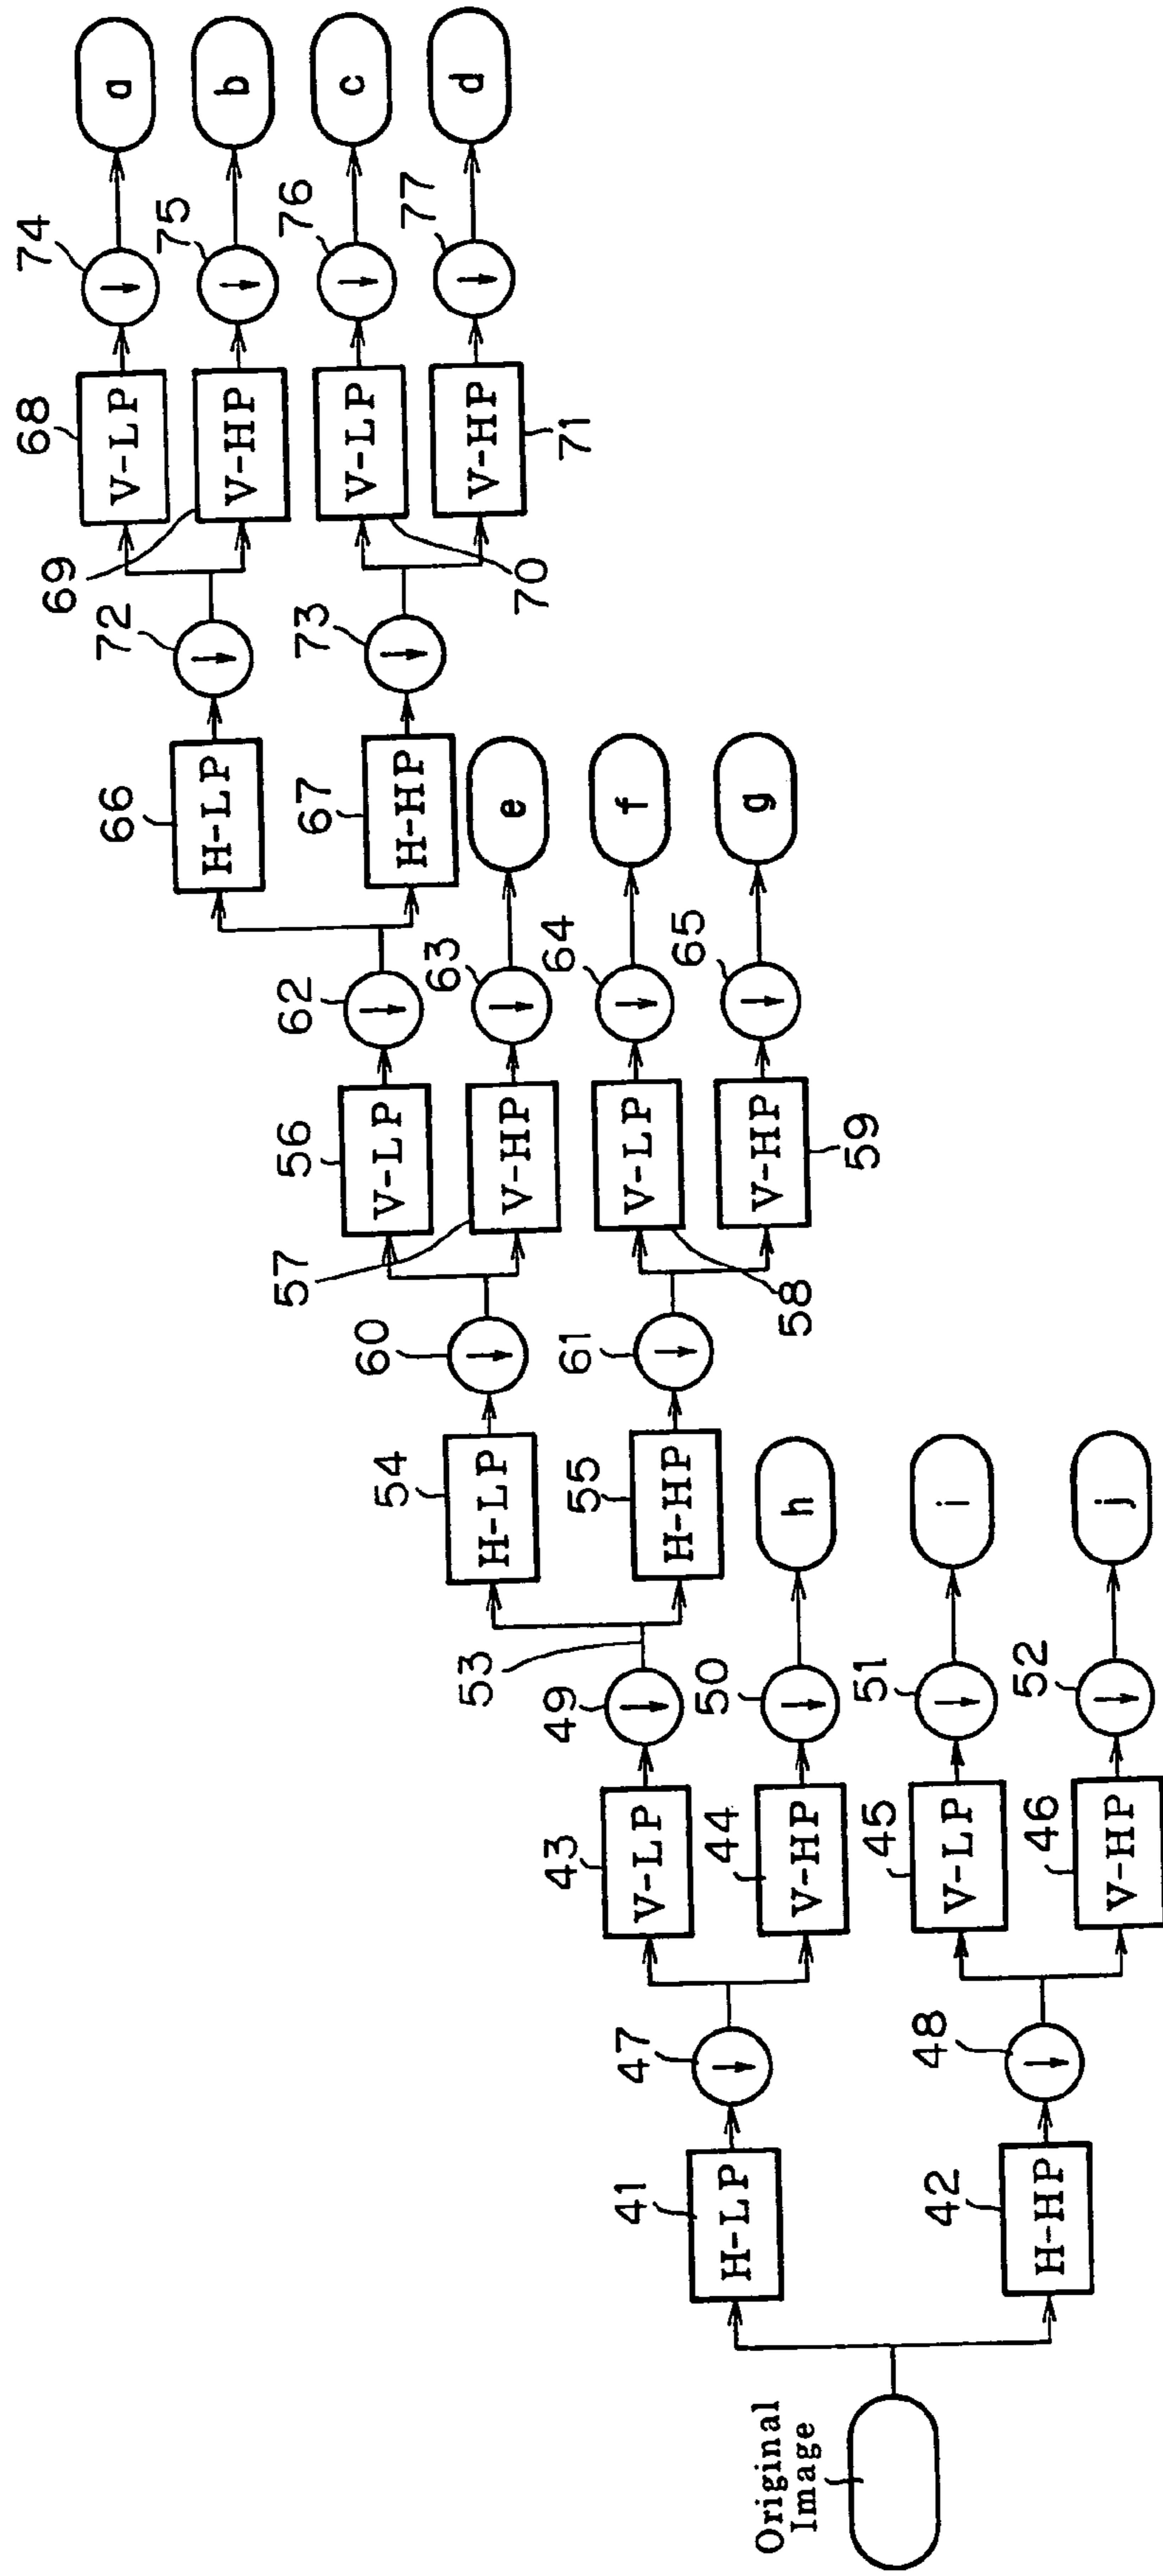 Original
Image
41
H-LP
42
H-HP
47
48
43
V-LP
44
V-HP
45
V-LP
46
V-HP
49
50
51
52
53
h
i
j
54
H-LP
55
H-HP
60
61
56
V-LP
57
V-HP
58
V-LP
59
V-HP
62
63
64
65
e
f
g
66
H-LP
67
H-HP
72
73
68
V-LP
69
V-HP
70
V-LP
71
V-HP
74
75
76
77
a
b
c
d